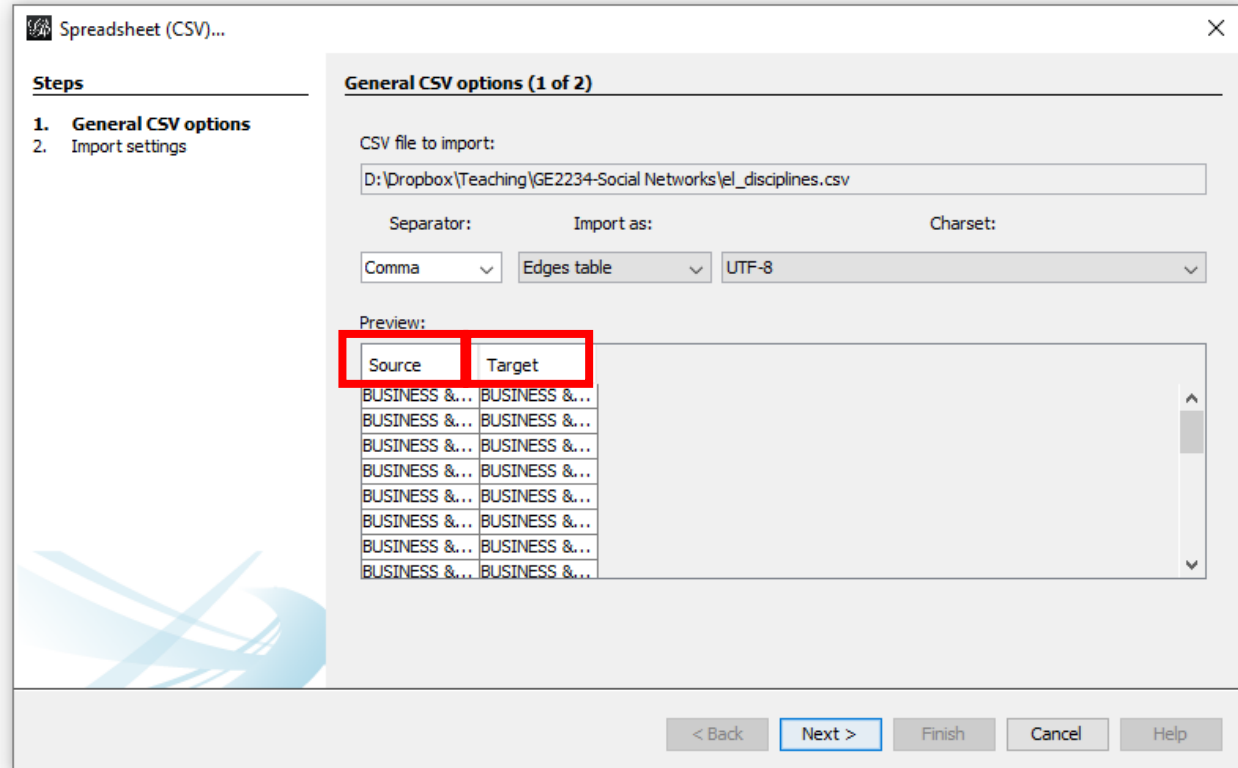 Spreadsheet (CSV)...
Steps
1. General CSV options
2. Import settings
General CSV options (1 of 2)
CSV file to import:
D:\Dropbox\Teaching\GE2234-Social Networks\el_disciplines.csv
Separator: Import as: Charset:
Comma Edges table UTF-8
Preview:
Source Target
BUSINESS &... BUSINESS &...
BUSINESS &... BUSINESS &...
BUSINESS &... BUSINESS &...
BUSINESS &... BUSINESS &...
BUSINESS &... BUSINESS &...
BUSINESS &... BUSINESS &...
BUSINESS &... BUSINESS &...
BUSINESS &... BUSINESS &...
< Back Next > Finish Cancel Help